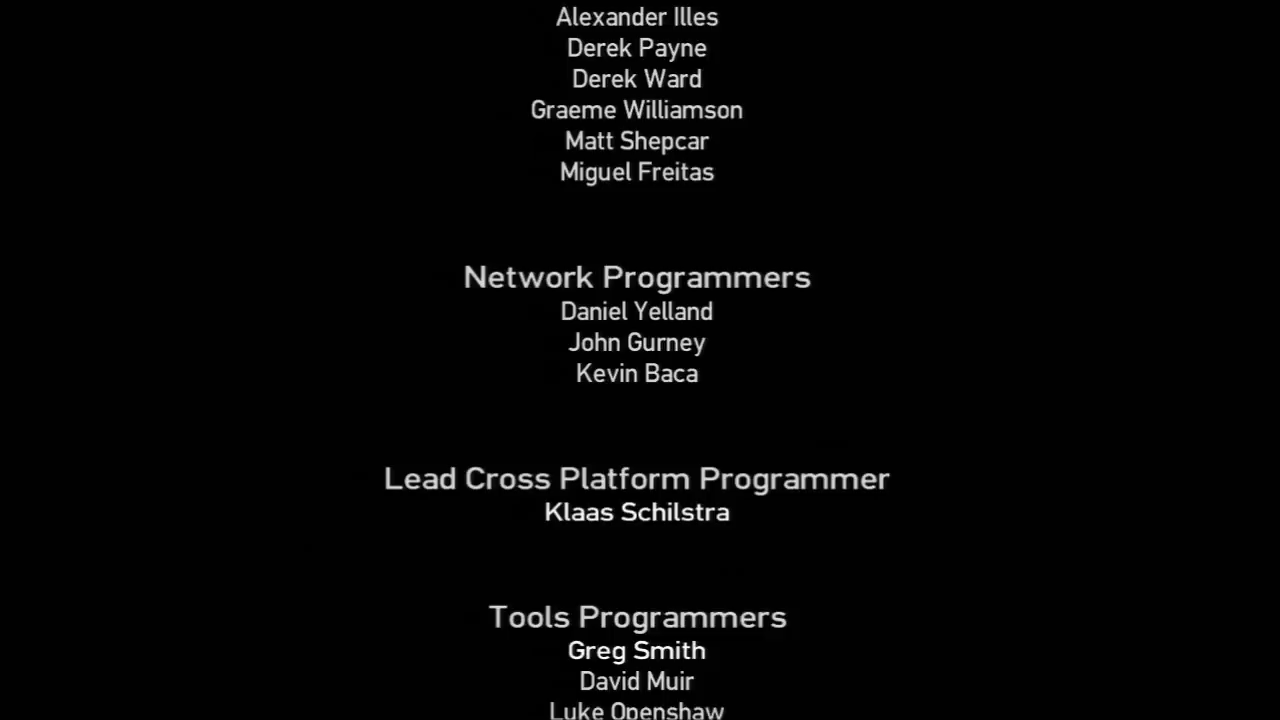 Alexander Illes
Derek Payne
Derek Ward
Graeme Williamson
Matt Shepcar
Miguel Freitas
Network Programmers
Daniel Yelland
John Gurney
Kevin Baca
Lead Cross Platform Programmer
Klaas Schilstra
Tools Programmers
Greg Smith
David Muir
Luke Openshaw